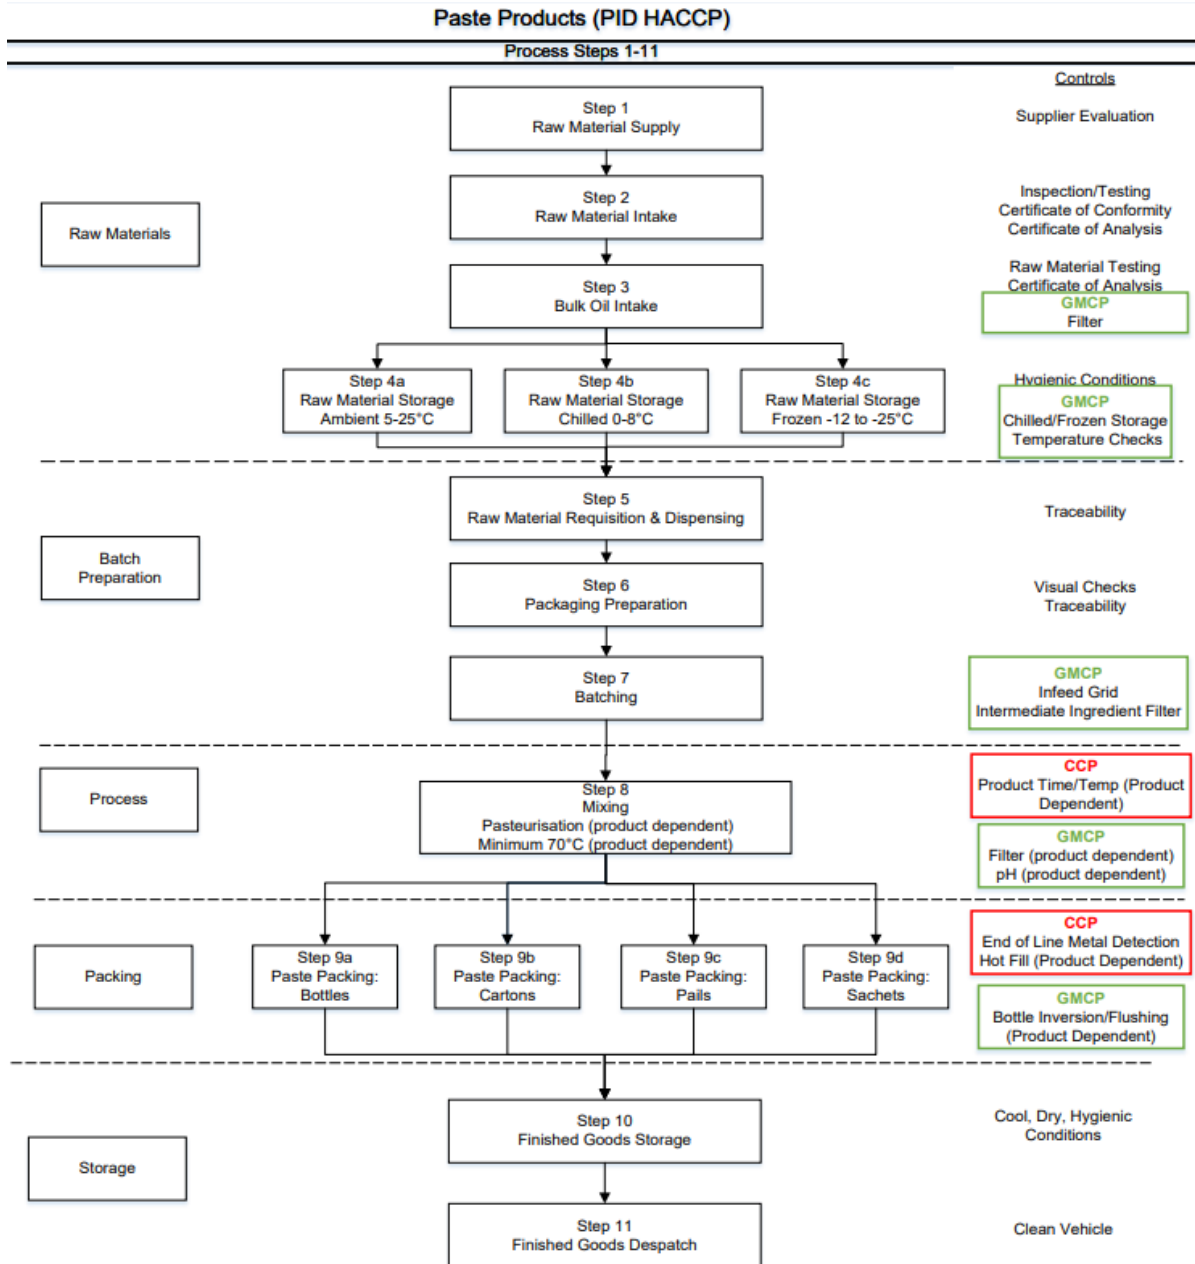 Paste Products (PID HACCP)
Process Steps 1-11
Controls
Step 1
Raw Material Supply
Supplier Evaluation
Raw Materials
Step 2
Raw Material Intake
Inspection/Testing
Certificate of Conformity
Certificate of Analysis
Step 3
Bulk Oil Intake
Raw Material Testing
Certificate of Analysis
GMCP
Filter
Step 4a
Raw Material Storage
Ambient 5-25°C
Step 4b
Raw Material Storage
Chilled 0-8°C
Step 4c
Raw Material Storage
Frozen -12 to -25°C
Hygienic Conditions
GMCP
Chilled/Frozen Storage
Temperature Checks
Step 5
Raw Material Requisition & Dispensing
Traceability
Batch
Preparation
Step 6
Packaging Preparation
Visual Checks
Traceability
Step 7
Batching
GMCP
Infeed Grid
Intermediate Ingredient Filter
Process
Step 8
Mixing
Pasteurisation (product dependent)
Minimum 70°C (product dependent)
CCP
Product Time/Temp (Product
Dependent)
GMCP
Filter (product dependent)
pH (product dependent)
Packing
Step 9a
Paste Packing:
Bottles
Step 9b
Paste Packing:
Cartons
Step 9c
Paste Packing:
Pails
Step 9d
Paste Packing:
Sachets
CCP
End of Line Metal Detection
Hot Fill (Product Dependent)
GMCP
Bottle Inversion/Flushing
(Product Dependent)
Storage
Step 10
Finished Goods Storage
Cool, Dry, Hygienic
Conditions
Step 11
Finished Goods Despatch
Clean Vehicle